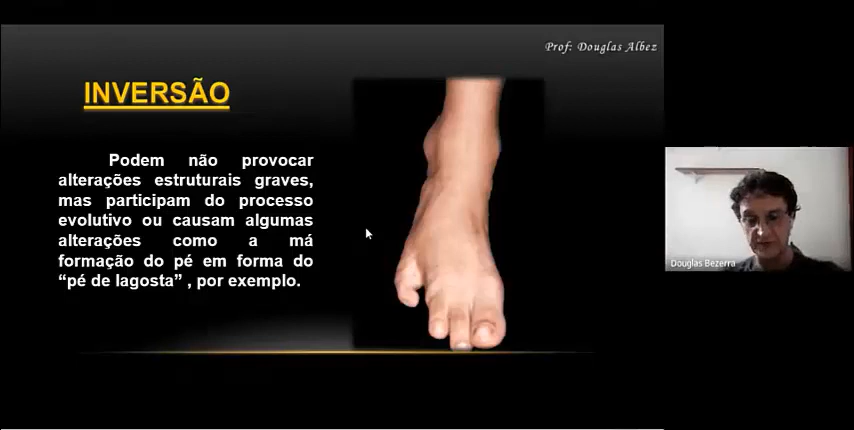 Prof: Douglas Albez
INVERSÃO
Podem não provocar
alterações estruturais graves,
mas participam do processo
evolutivo ou causam algumas
alterações como a má
formação do pé em forma do
“pé de lagosta” , por exemplo.
Douglas Bezerra